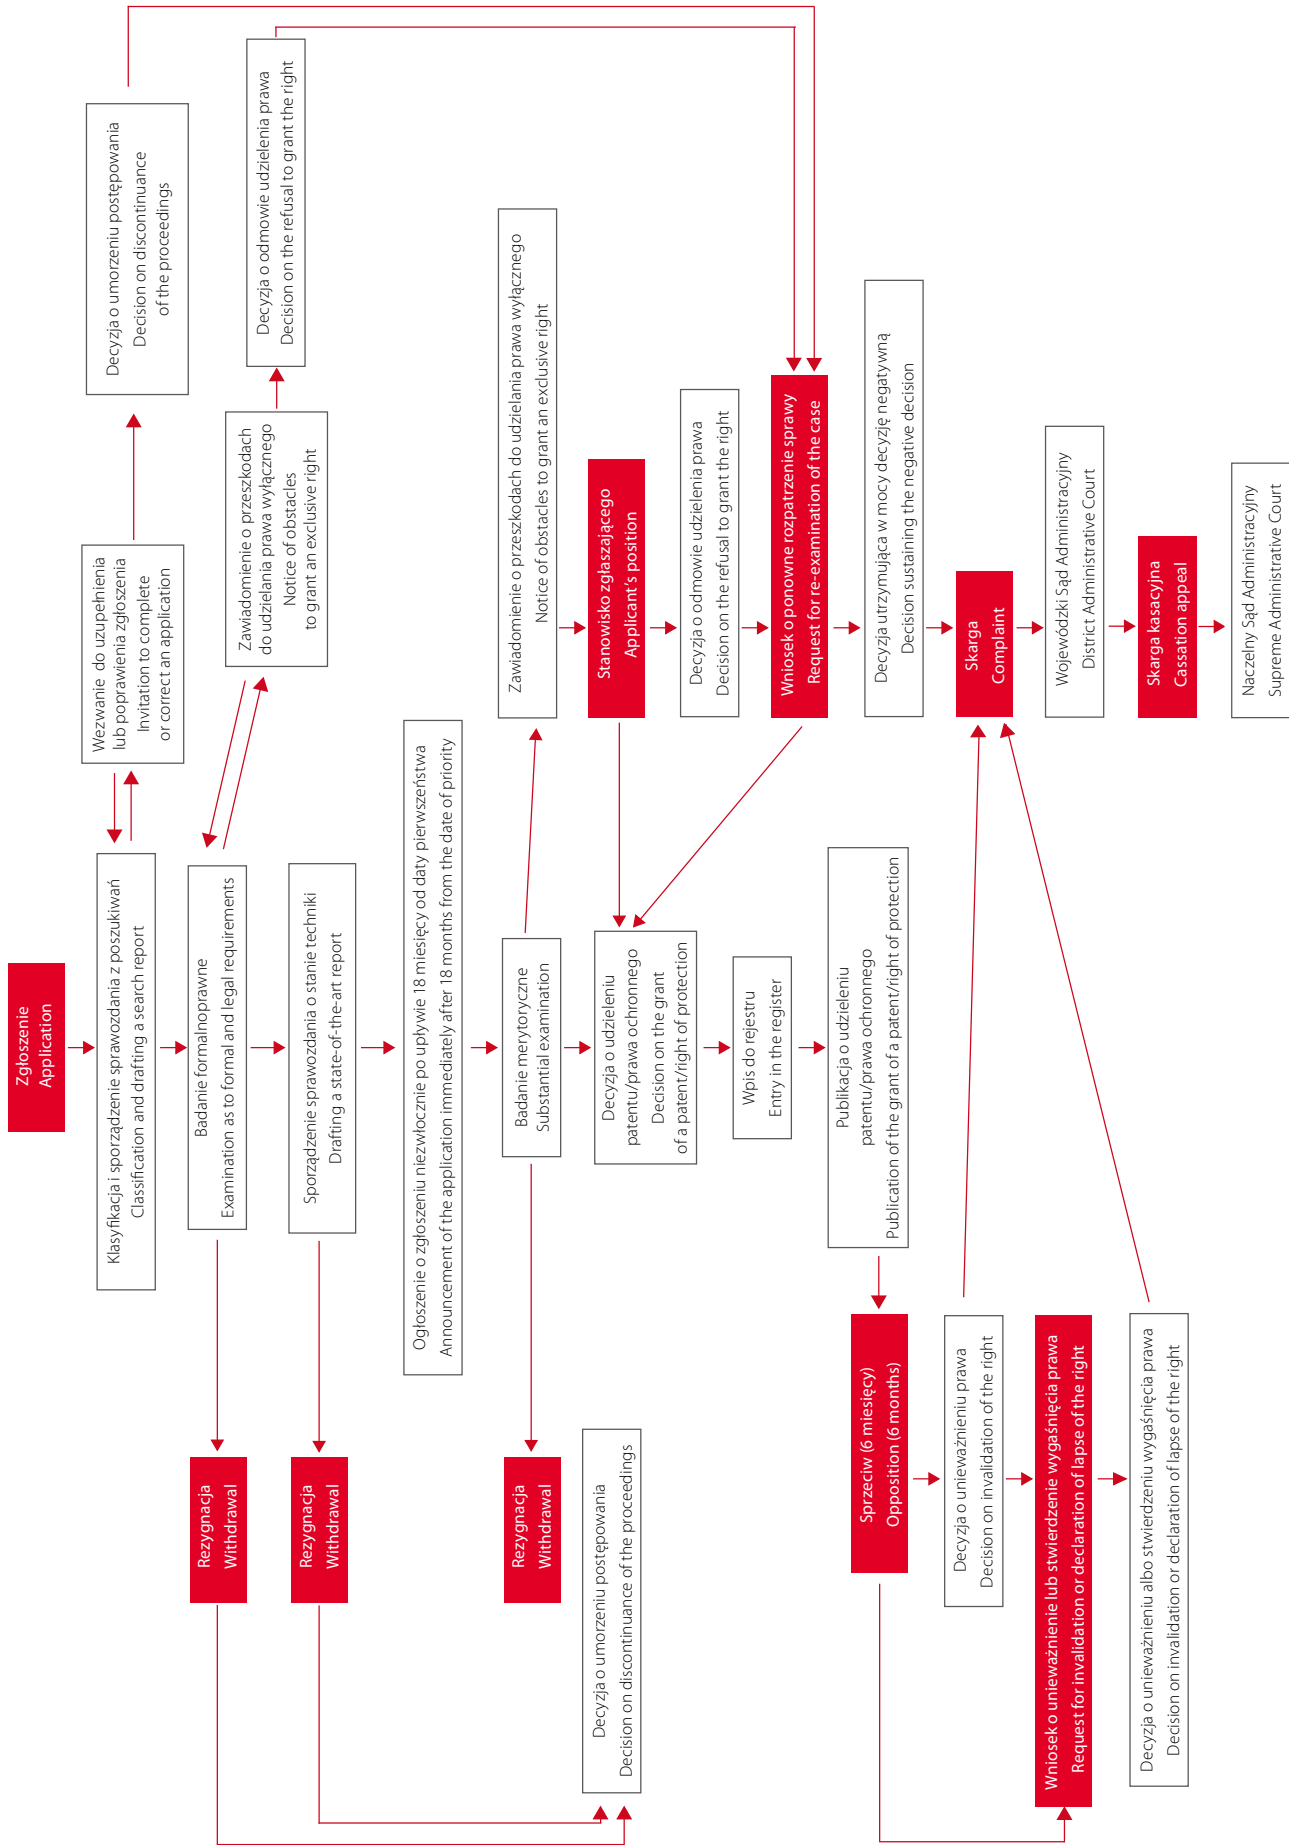 Zgłoszenie
Application
Klasyfikacja i sporządzenie sprawozdania z poszukiwań
Classification and drafting a search report
Wezwanie do uzupełnienia
lub poprawienia zgłoszenia
Invitation to complete
or correct an application
Decyzja o umorzeniu postępowania
Decision on discontinuance
of the proceedings
Badanie formalnoprawne
Examination as to formal and legal requirements
Zawiadomienie o przeszkodach
do udzielania prawa wyłącznego
Notice of obstacles
to grant an exclusive right
Decyzja o odmowie udzielenia prawa
Decision on the refusal to grant the right
Rezygnacja
Withdrawal
Sporządzenie sprawozdania o stanie techniki
Drafting a state-of-the-art report
Rezygnacja
Withdrawal
Ogłoszenie o zgłoszeniu niezwłocznie po upływie 18 miesięcy od daty pierwszeństwa
Announcement of the application immediately after 18 months from the date of priority
Badanie merytoryczne
Substantial examination
Zawiadomienie o przeszkodach do udzielania prawa wyłącznego
Notice of obstacles to grant an exclusive right
Rezygnacja
Withdrawal
Decyzja o umorzeniu postępowania
Decision on discontinuance of the proceedings
Decyzja o udzieleniu
patentu/prawa ochronnego
Decision on the grant
of a patent/right of protection
Stanowisko zgłaszającego
Applicant's position
Decyzja o odmowie udzielenia prawa
Decision on the refusal to grant the right
Wpis do rejestru
Entry in the register
Wniosek o ponowne rozpatrzenie sprawy
Request for re-examination of the case
Publikacja o udzieleniu
patentu/prawa ochronnego
Publication of the grant of a patent/right of protection
Decyzja utrzymująca w mocy decyzję negatywną
Decision sustaining the negative decision
Sprzeciw (6 miesięcy)
Opposition (6 months)
Decyzja o unieważnieniu prawa
Decision on invalidation of the right
Skarga
Complaint
Wniosek o unieważnienie lub stwierdzenie wygaśnięcia prawa
Request for invalidation or declaration of lapse of the right
Wojewódzki Sąd Administracyjny
District Administrative Court
Decyzja o unieważniniu albo stwierdzeniu wygaśnięcia prawa
Decision on invalidation or declaration of lapse of the right
Skarga kasacyjna
Cassation appeal
Naczelny Sąd Administracyjny
Supreme Administrative Court